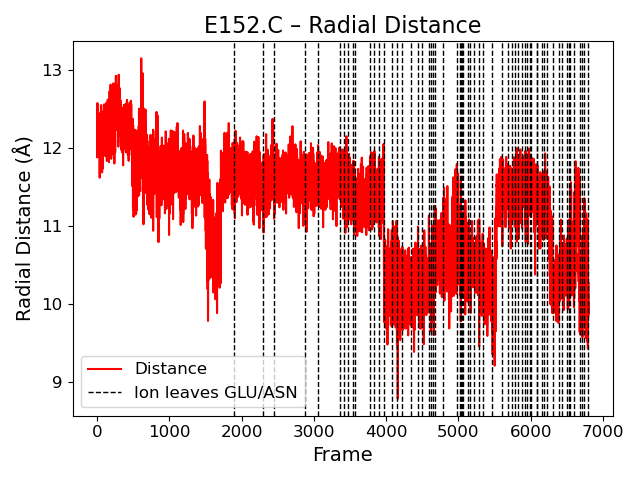 E152.C – Radial Distance
Radial Distance (Å)
13
12
11
10
9
Distance
Ion leaves GLU/ASN
0 1000 2000 3000 4000 5000 6000 7000
Frame